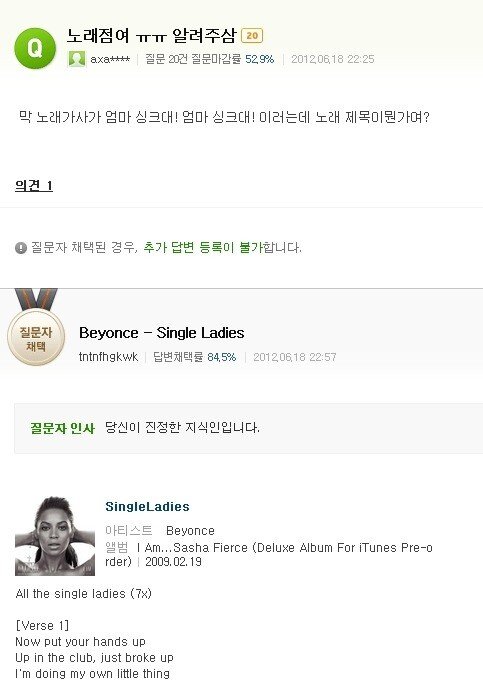 Q
노래점여 ㅠㅠ 알려주삼 20
axa**** 질문 20건 질문마감률 52.9% 2012.06.18 22:25
막 노래가사가 엄마 싱크대! 엄마 싱크대! 이러는데 노래 제목이뭔가여?
의견 1
질문자 채택된 경우, 추가 답변 등록이 불가합니다.
질문자
채택
Beyonce - Single Ladies
tntnfhgkwk 답변채택률 84.5% 2012.06.18 22:57
질문자 인사 당신이 진정한 지식인입니다.
SingleLadies
아티스트 Beyonce
앨범 I Am...Sasha Fierce (Deluxe Album For iTunes Pre-o
rder) 2009.02.19
All the single ladies (7x)
[Verse 1]
Now put your hands up
Up in the club, just broke up
I'm doing my own little thing